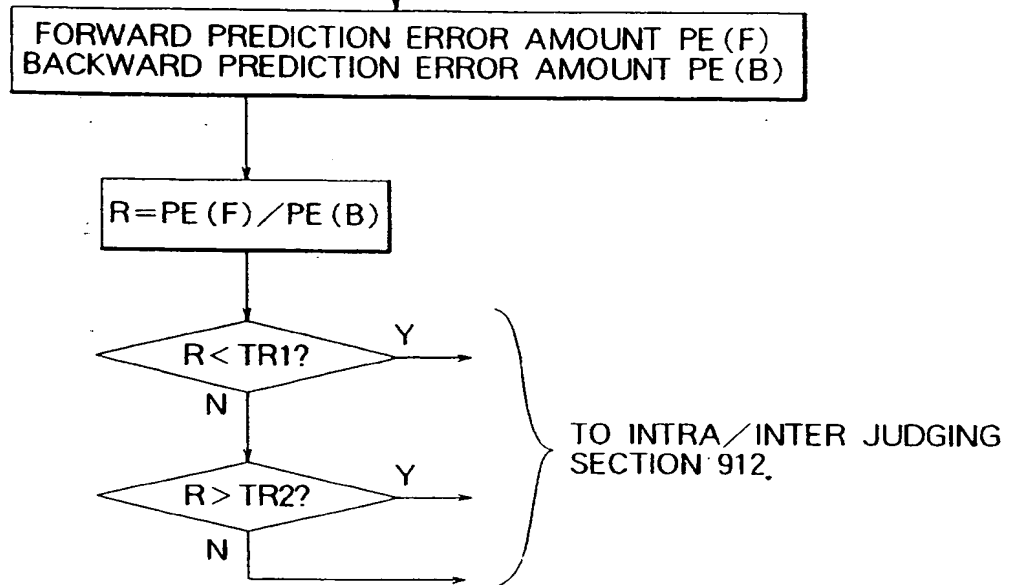 FORWARD PREDICTION ERROR AMOUNT PE(F)
BACKWARD PREDICTION ERROR AMOUNT PE(B)
R=PE(F)/PE(B)
R< TR1?
Y
N
R> TR2?
Y
N
TO INTRA/INTER JUDGING
SECTION 912.